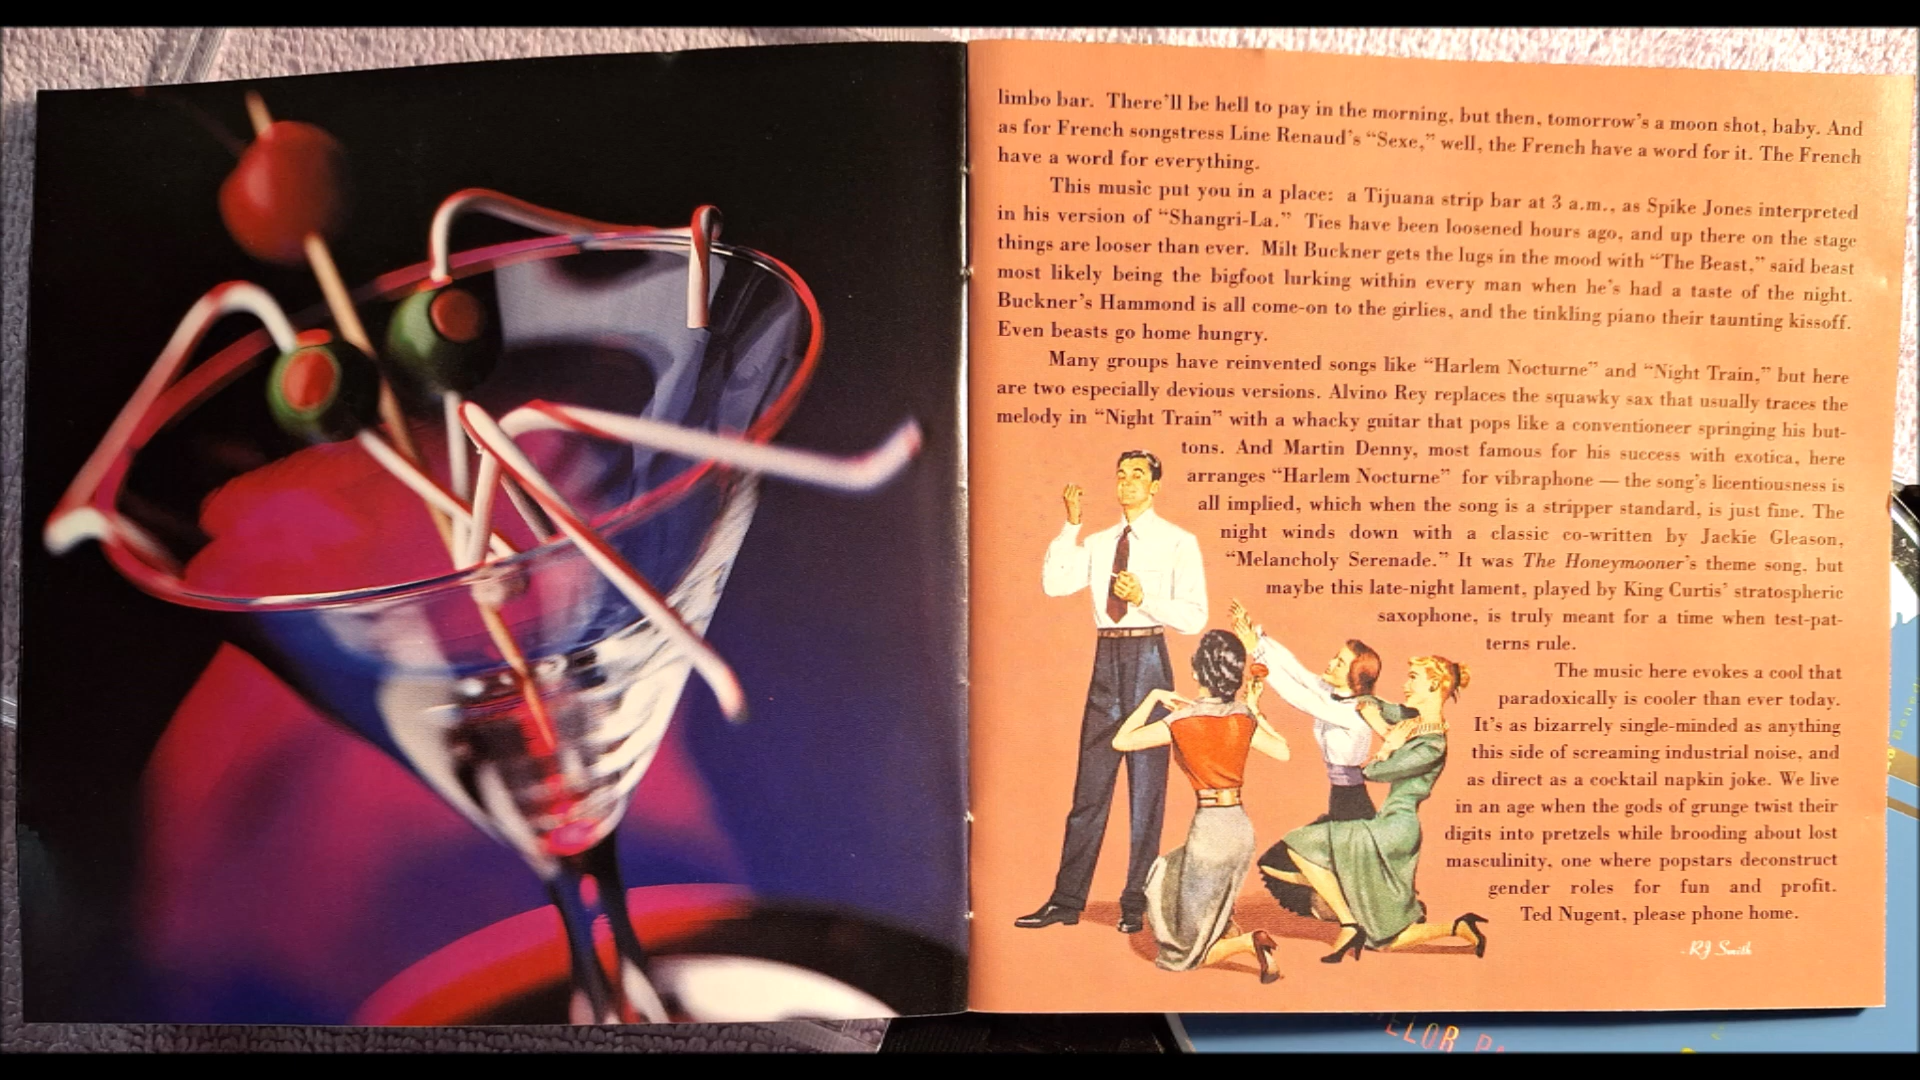 limbo bar. There'll be hell to pay in the morning, but then, tomorrow's a moon shot, baby. And
as for French songstress Line Renaud's “Sexe,” well, the French have a word for it. The French
have a word for everything.
This music put you in a place: a Tijuana strip bar at 3 a.m., as Spike Jones interpreted
in his version of “Shangri-La.” Ties have been loosened hours ago, and up there on the stage
things are looser than ever. Milt Buckner gets the lugs in the mood with “The Beast,” said beast
most likely being the bigfoot lurking within every man when he's had a taste of the night.
Buckner's Hammond is all come-on to the girlies, and the tinkling piano their taunting kissoff.
Even beasts go home hungry.
Many groups have reinvented songs like “Harlem Nocturne” and “Night Train,” but here
are two especially devious versions. Alvino Rey replaces the squawky sax that usually traces the
melody in “Night Train” with a whacky guitar that pops like a conventioneer springing his but-
tons. And Martin Denny, most famous for his success with exotica, here
arranges “Harlem Nocturne” for vibraphone — the song's licentiousness is
all implied, which when the song is a stripper standard, is just fine. The
night winds down with a classic co-written by Jackie Gleason,
“Melancholy Serenade.” It was The Honeymooner's theme song, but
maybe this late-night lament, played by King Curtis' stratospheric
saxophone, is truly meant for a time when test-pat-
terns rule.
The music here evokes a cool that
paradoxically is cooler than ever today.
It's as bizarrely single-minded as anything
this side of screaming industrial noise, and
as direct as a cocktail napkin joke. We live
in an age when the gods of grunge twist their
digits into pretzels while brooding about lost
masculinity, one where popstars deconstruct
gender roles for fun and profit.
Ted Nugent, please phone home.
- RJ Smith